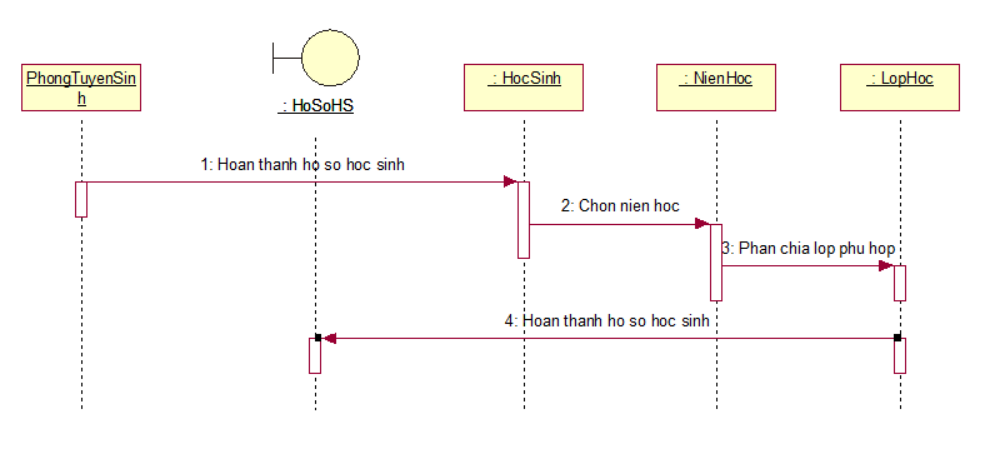 PhongTuyenSin
h
_: HoSoHS
_: HocSinh
_: NienHoc
_: LopHoc
1: Hoan thanh ho so hoc sinh
2: Chon nien hoc
3: Phan chia lop phu hop
4: Hoan thanh ho so hoc sinh